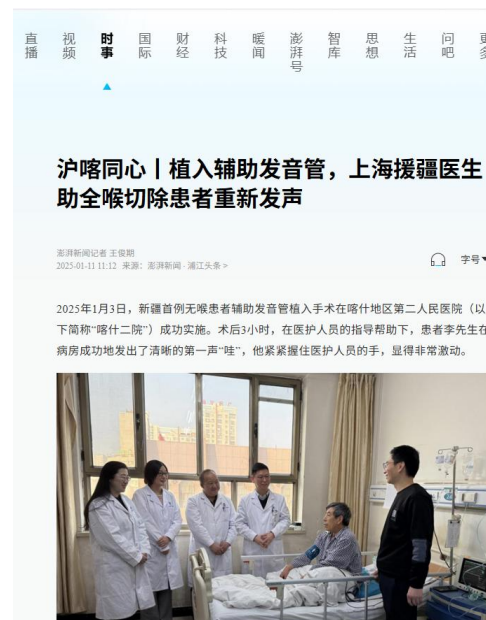 直播 视频 时事 国际 财经 科技 暖闻 澎湃号 智库 思想 生活 问吧
沪喀同心丨植入辅助发音管，上海援疆医生
助全喉切除患者重新发声
澎湃新闻记者 王俊期
2025-01-11 11:12 来源：澎湃新闻·浦江头条 >
字号
2025年1月3日，新疆首例无喉患者辅助发音管植入手术在喀什地区第二人民医院（以
下简称“喀什二院”）成功实施。术后3小时，在医护人员的指导帮助下，患者李先生在
病房成功地发出了清晰的第一声“哇”，他紧紧握住医护人员的手，显得非常激动。